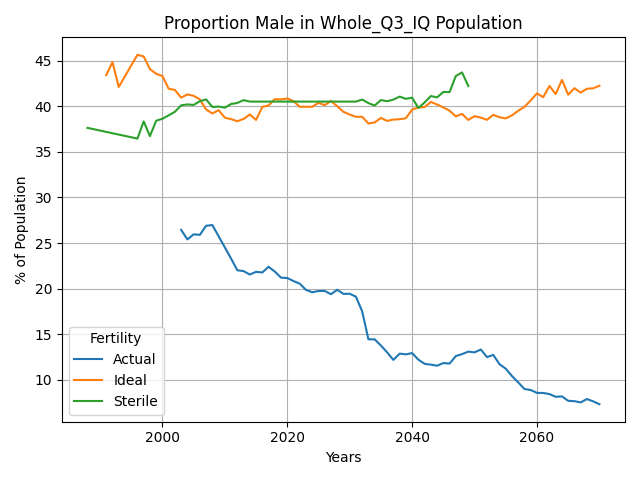 Proportion Male in Whole_Q3_IQ Population
% of Population
45
40
35
30
25
20
15
10
Fertility
Actual
Ideal
Sterile
2000 2020 2040 2060
Years